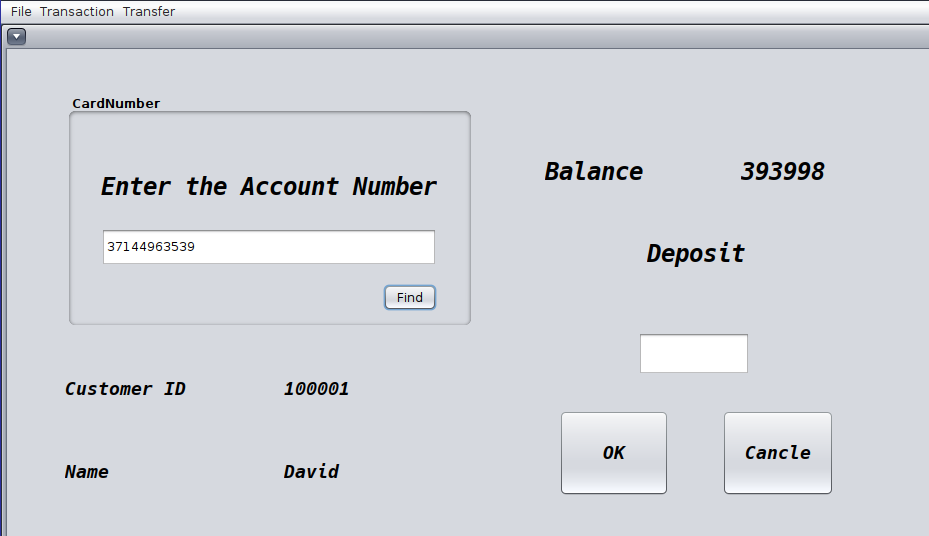 File Transaction Transfer
CardNumber
Enter the Account Number
37144963539
Find
Customer ID 100001
Name David
Balance 393998
Deposit
OK Cancle